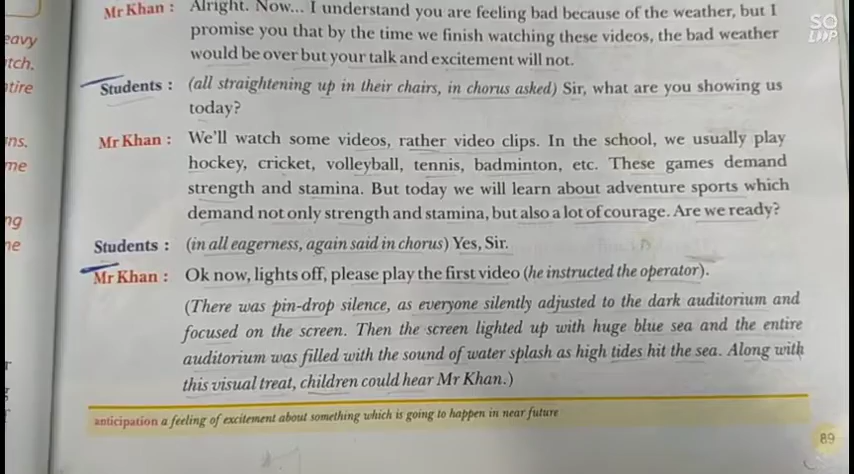 Mr Khan : Alright. Now... I understand you are feeling bad because of the weather, but I
promise you that by the time we finish watching these videos, the bad weather
would be over but your talk and excitement will not.
Students : (all straightening up in their chairs, in chorus asked) Sir, what are you showing us
today?
Mr Khan : We'll watch some videos, rather video clips. In the school, we usually play
hockey, cricket, volleyball, tennis, badminton, etc. These games demand
strength and stamina. But today we will learn about adventure sports which
demand not only strength and stamina, but also a lot of courage. Are we ready?
Students : (in all eagerness, again said in chorus) Yes, Sir.
Mr Khan : Ok now, lights off, please play the first video (he instructed the operator).
(There was pin-drop silence, as everyone silently adjusted to the dark auditorium and
focused on the screen. Then the screen lighted up with huge blue sea and the entire
auditorium was filled with the sound of water splash as high tides hit the sea. Along with
this visual treat, children could hear Mr Khan.)
anticipation a feeling of excitement about something which is going to happen in near future
89
eavy
tch.
tire
ns.
me
ng
ne
SO
LOOP